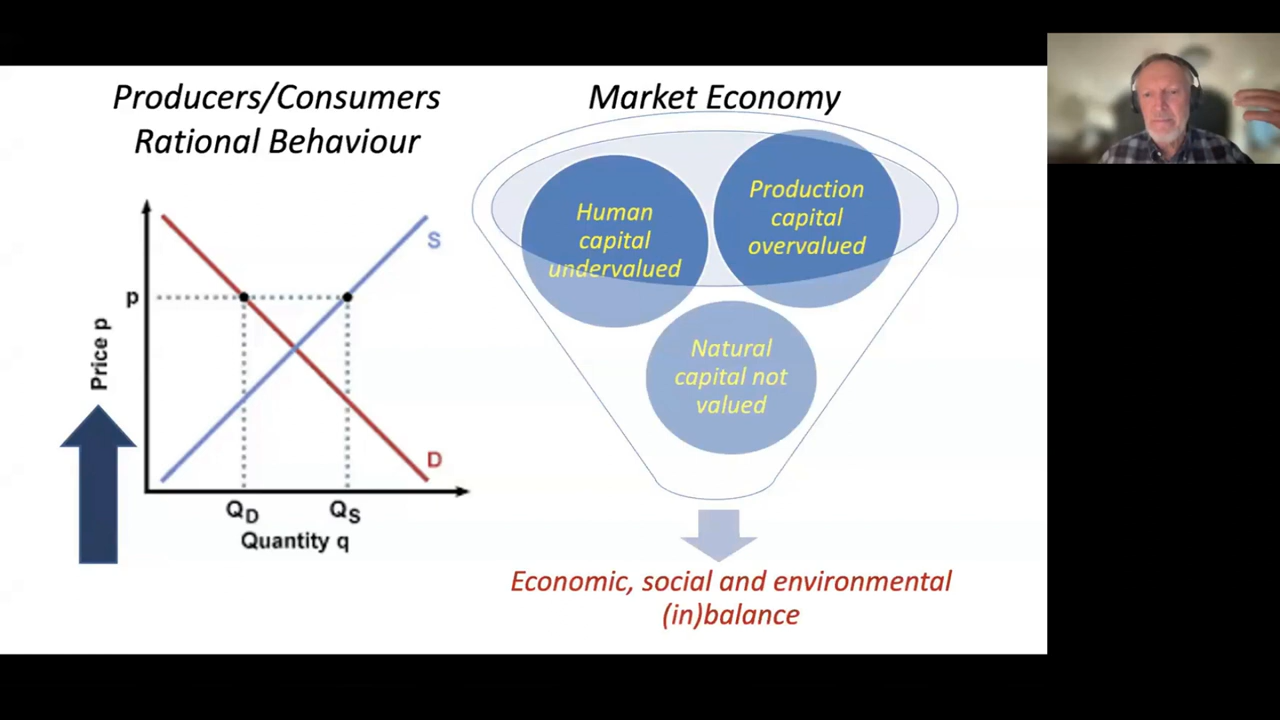 Producers/Consumers
Rational Behaviour
S
p
Price p
D
QD
QS
Quantity q
Market Economy
Human
capital
undervalued
Production
capital
overvalued
Natural
capital not
valued
Economic, social and environmental
(in)balance